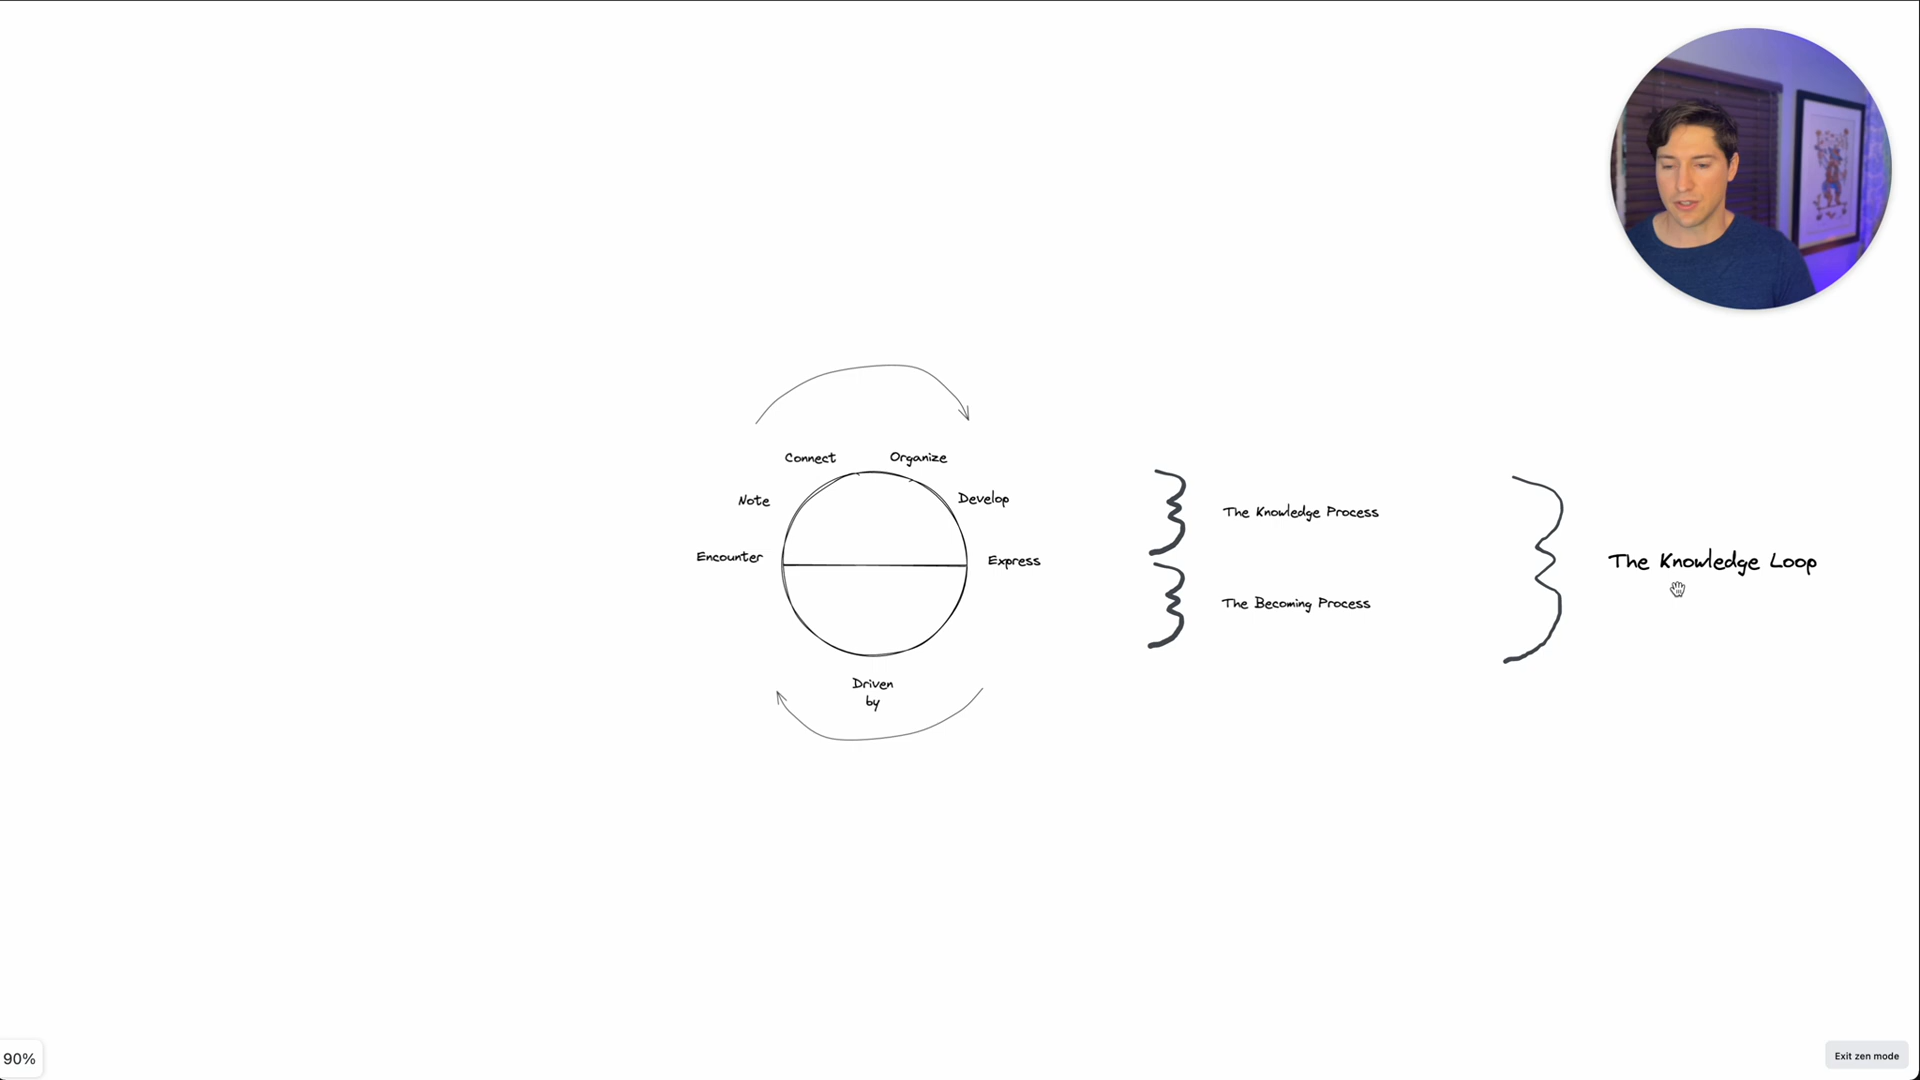 Connect
Organize
Note
Develop
Encounter
Express
Driven
by
The Knowledge Process
The Becoming Process
The Knowledge Loop
90%
Exit zen mode